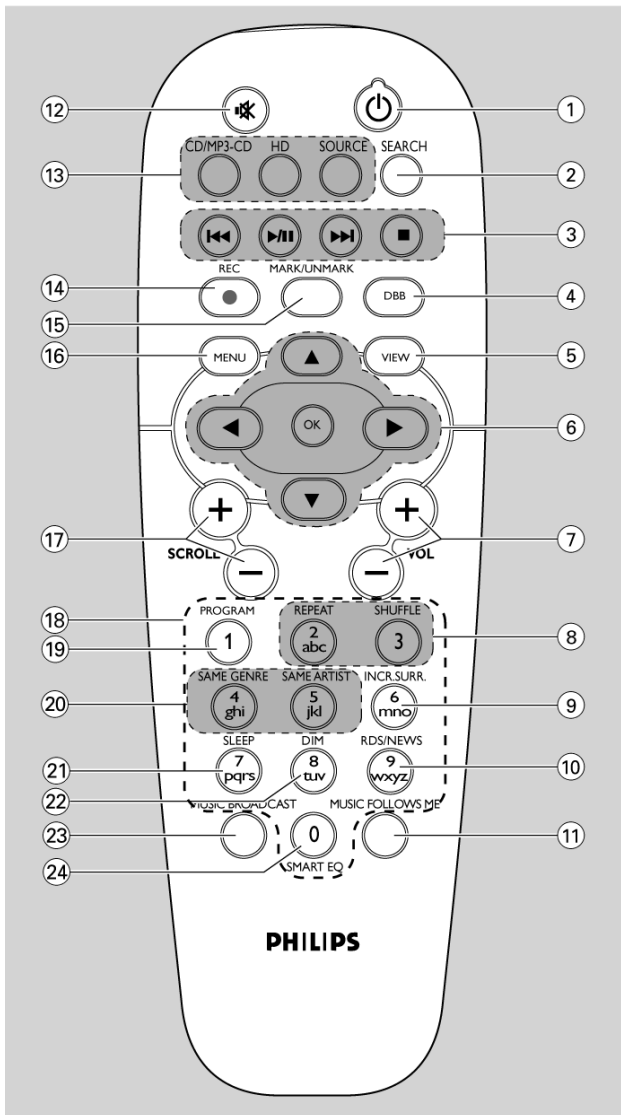 12 1
CD/MP3-CD HD SOURCE SEARCH
13 2
3
REC MARK/UNMARK
14 DBB 4
15
16 MENU VIEW 5
OK 6
17 SCROLL VOL 7
18 PROGRAM REPEAT SHUFFLE
1 2 3 8
abc
19
SAME GENRE SAME ARTIST INCR.SURR.
20 4 5 6 9
ghi jkl mno
SLEEP DIM RDS/NEWS
21 7 8 9 10
pqrs tuv wxyz
22
MUSIC BROADCAST MUSIC FOLLOWS ME
23 0 11
24 SMART EQ
PHILIPS